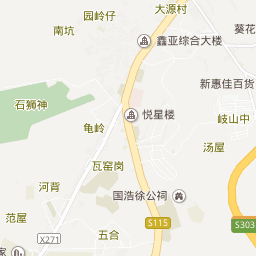 园岭仔
大源村
葵花
南坑
鑫亚综合大楼
新惠佳百货
石狮神
悦星楼
岐山中
龟岭
汤屋
瓦窑岗
河背
国浩徐公祠
范屋
S115
S303
五合
X271
家